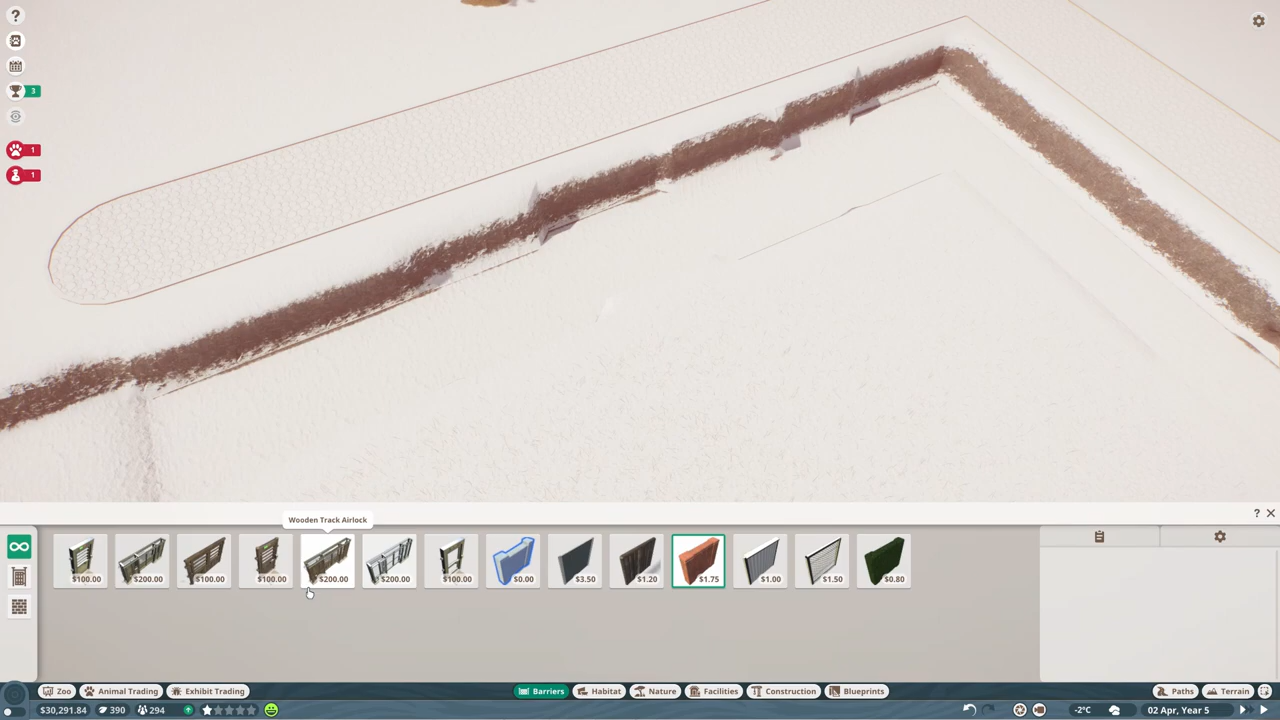 ?
3
1
1
Wooden Track Airlock
?
$100.00 $200.00 $100.00 $100.00 $200.00 $200.00 $100.00 $0.00 $3.50 $1.20 $1.75 $1.00 $1.50 $0.80
Zoo Animal Trading Exhibit Trading Barriers Habitat Nature Facilities Construction Blueprints Paths Terrain
$30,291.84 390 294 -2°C 02 Apr, Year 5